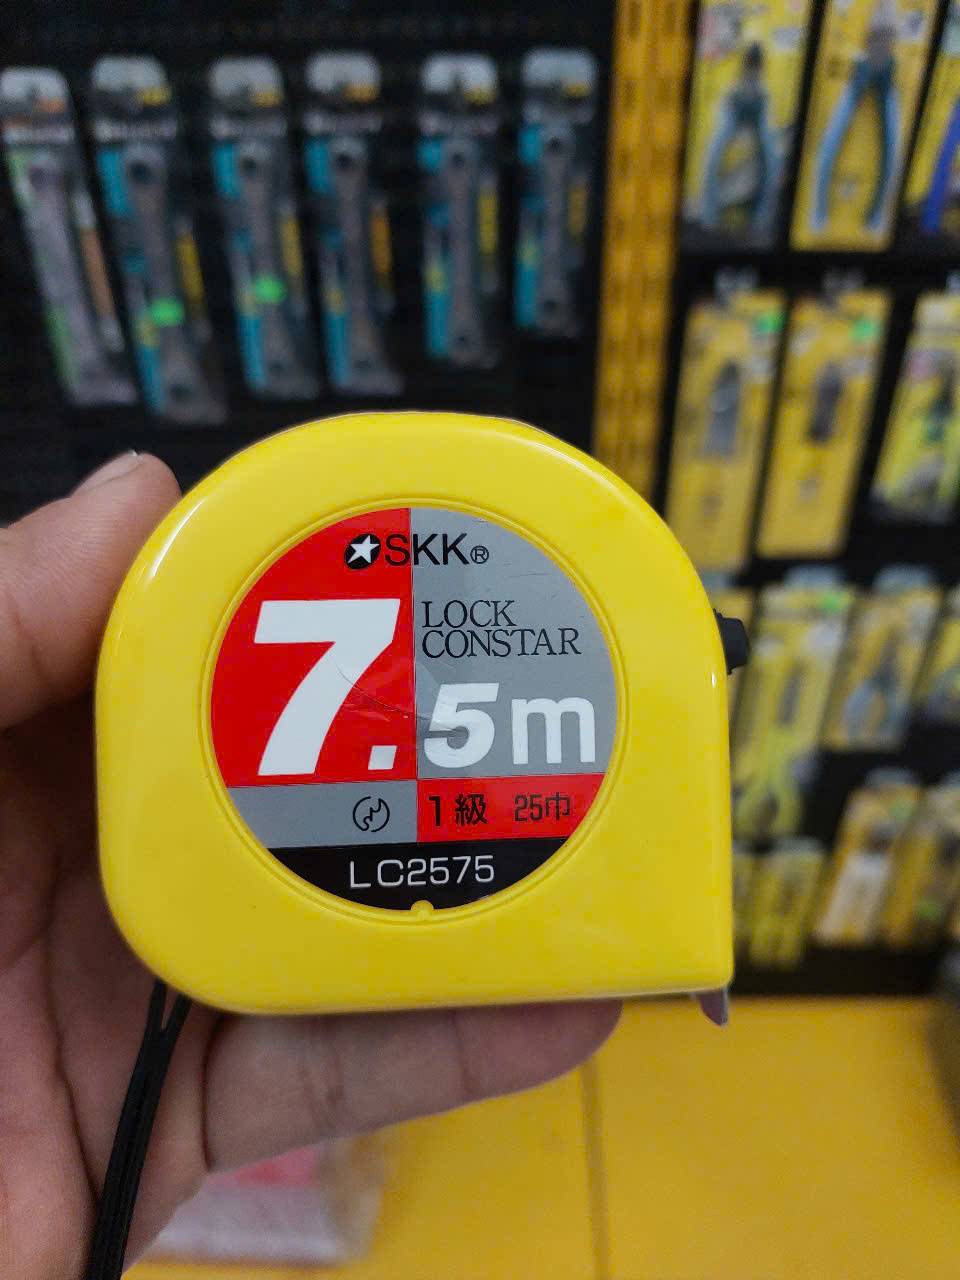 SKK®
LOCK
CONSTAR
7.5m
1級 25巾
LC2575